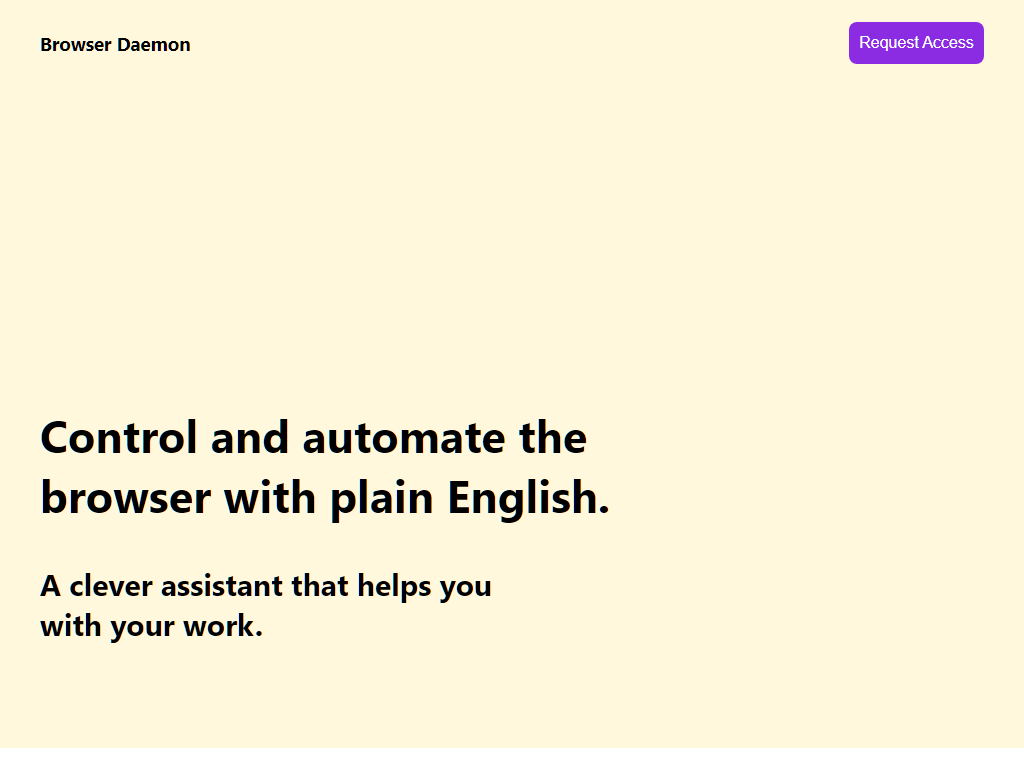 Browser Daemon
Request Access
Control and automate the
browser with plain English.
A clever assistant that helps you
with your work.